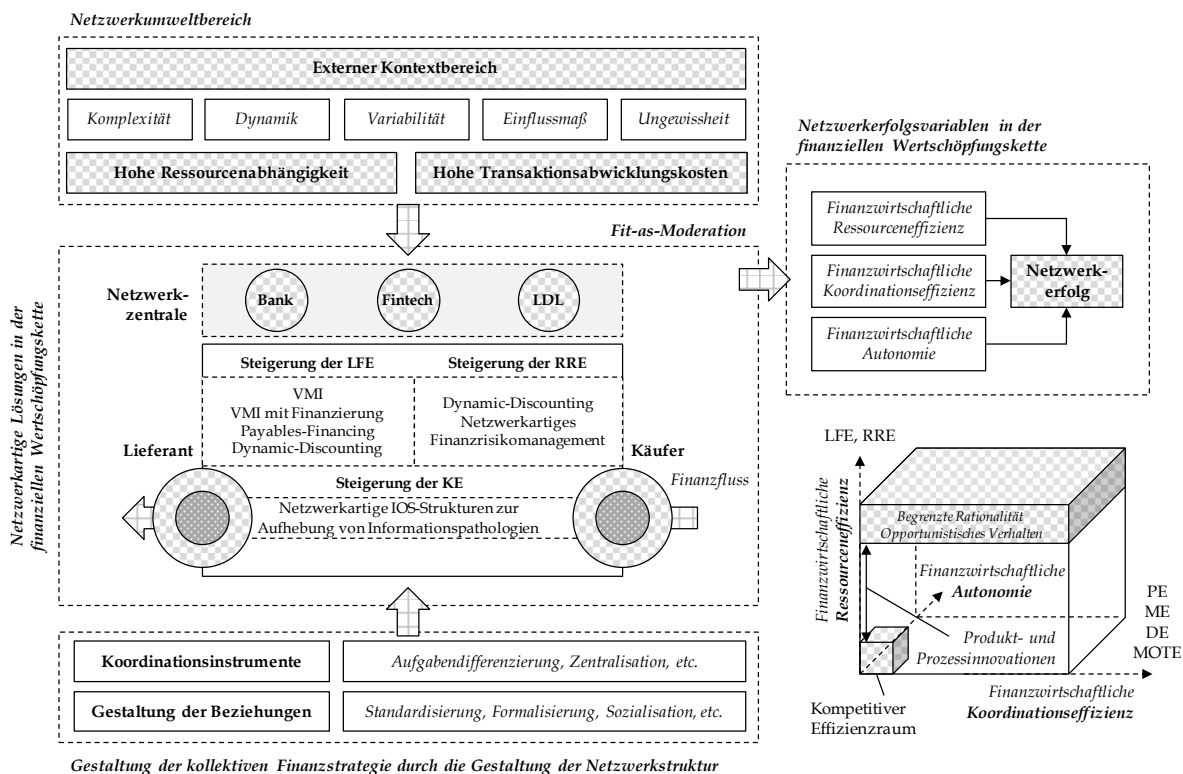 Netzwerkumweltbereich
Externer Kontextbereich
Komplexität
Dynamik
Variabilität
Einflussmaß
Ungewissheit
Hohe Ressourcenabhängigkeit
Hohe Transaktionsabwicklungskosten
Netzwerkartige Lösungen in der
finanziellen Wertschöpfungskette
Fit-as-Moderation
Netzwerk-
zentrale
Bank
Fintech
LDL
Steigerung der LFE
VMI
VMI mit Finanzierung
Payables-Financing
Dynamic-Discounting
Steigerung der RRE
Dynamic-Discounting
Netzwerkartiges
Finanzrisikomanagement
Lieferant
Käufer
Finanzfluss
Steigerung der KE
Netzwerkartige IOS-Strukturen zur
Aufhebung von Informationspathologien
Koordinationsinstrumente
Aufgabendifferenzierung, Zentralisation, etc.
Gestaltung der Beziehungen
Standardisierung, Formalisierung, Sozialisation, etc.
Gestaltung der kollektiven Finanzstrategie durch die Gestaltung der Netzwerkstruktur
Netzwerkerfolgsvariablen in der
finanziellen Wertschöpfungskette
Finanzwirtschaftliche
Ressourceneffizienz
Finanzwirtschaftliche
Koordinationseffizienz
Finanzwirtschaftliche
Autonomie
Netzwerk-
erfolg
LFE, RRE
Finanzwirtschaftliche
Ressourceneffizienz
Begrenzte Rationalität
Opportunistisches Verhalten
Finanzwirtschaftliche
Autonomie
Produkt- und
Prozessinnovationen
PE
ME
DE
MOTE
Finanzwirtschaftliche
Koordinationseffizienz
Kompetitiver
Effizienzraum